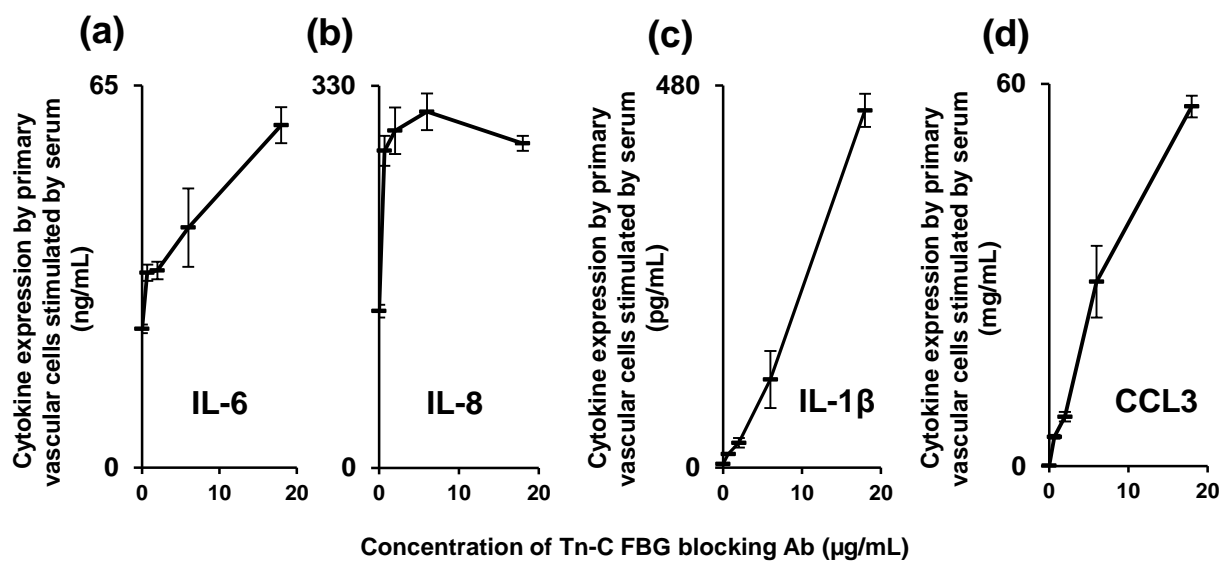 (a)
(b)
(c)
(d)
Cytokine expression by primary
vascular cells stimulated by serum
(ng/mL)
65
0
0
20
IL-6
330
0
0
20
IL-8
Cytokine expression by primary
vascular cells stimulated by serum
(pg/mL)
480
0
0
10
20
IL-1β
Cytokine expression by primary
vascular cells stimulated by serum
(mg/mL)
60
0
0
10
20
CCL3
10
10
Concentration of Tn-C FBG blocking Ab (µg/mL)